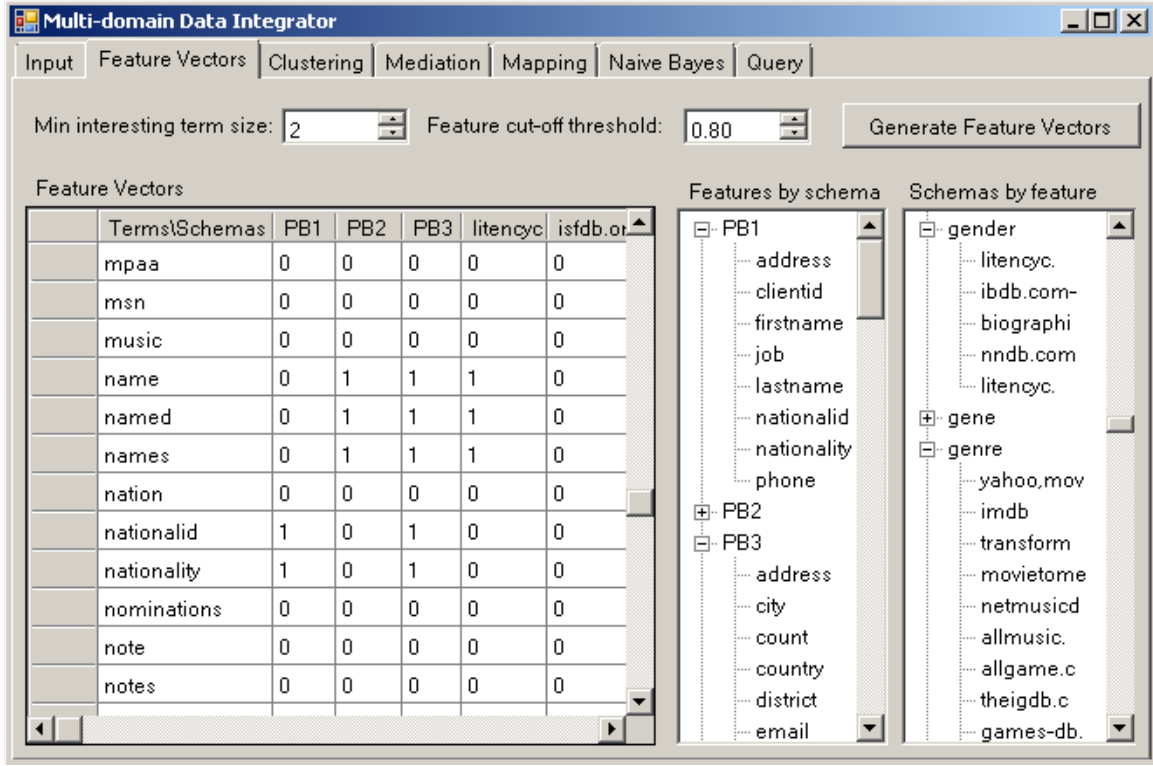 Multi-domain Data Integrator
Input Feature Vectors Clustering Mediation Mapping Naive Bayes Query
Min interesting term size: 2 Feature cut-off threshold: 0.80 Generate Feature Vectors
Feature Vectors
Terms\Schemas PB1 PB2 PB3 litencyc isfdb.or
mpaa 0 0 0 0 0
msn 0 0 0 0 0
music 0 0 0 0 0
name 0 1 1 1 0
named 0 1 1 1 0
names 0 1 1 1 0
nation 0 0 0 0 0
nationalid 1 0 1 0 0
nationality 1 0 1 0 0
nominations 0 0 0 0 0
note 0 0 0 0 0
notes 0 0 0 0 0
Features by schema
PB1
address
clientid
firstname
job
lastname
nationalid
nationality
phone
PB2
PB3
address
city
count
country
district
email
Schemas by feature
gender
litencyc.
ibdb.com-
biographi
nndb.com
litencyc.
gene
genre
yahoo,mov
imdb
transform
movietome
netmusicd
allmusic.
allgame.c
theigdb.c
games-db.